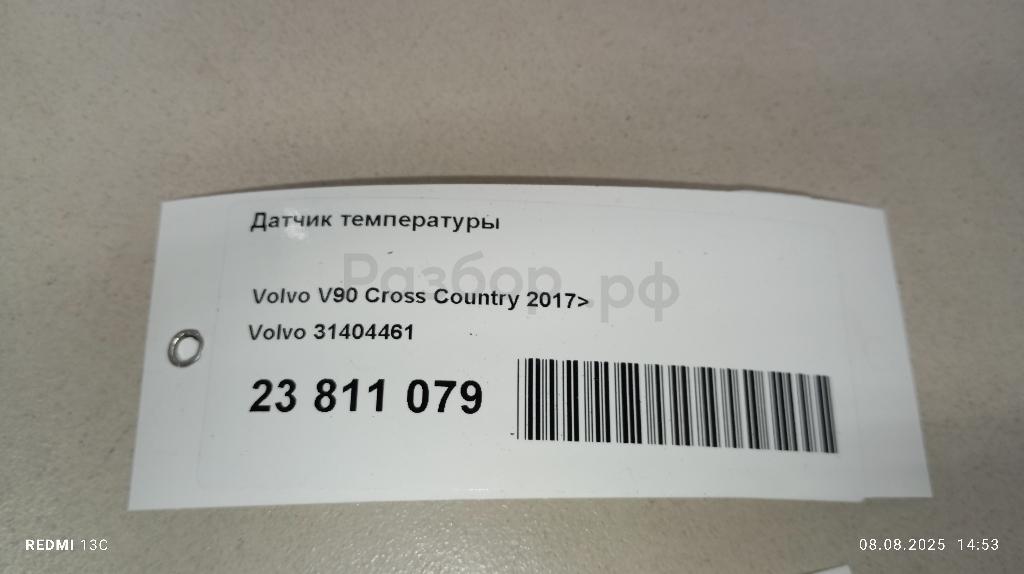 Датчик температуры
Разбор.рф
Volvo V90 Cross Country 2017>
Volvo 31404461
23 811 079
REDMI 13C
08.08.2025 14:53